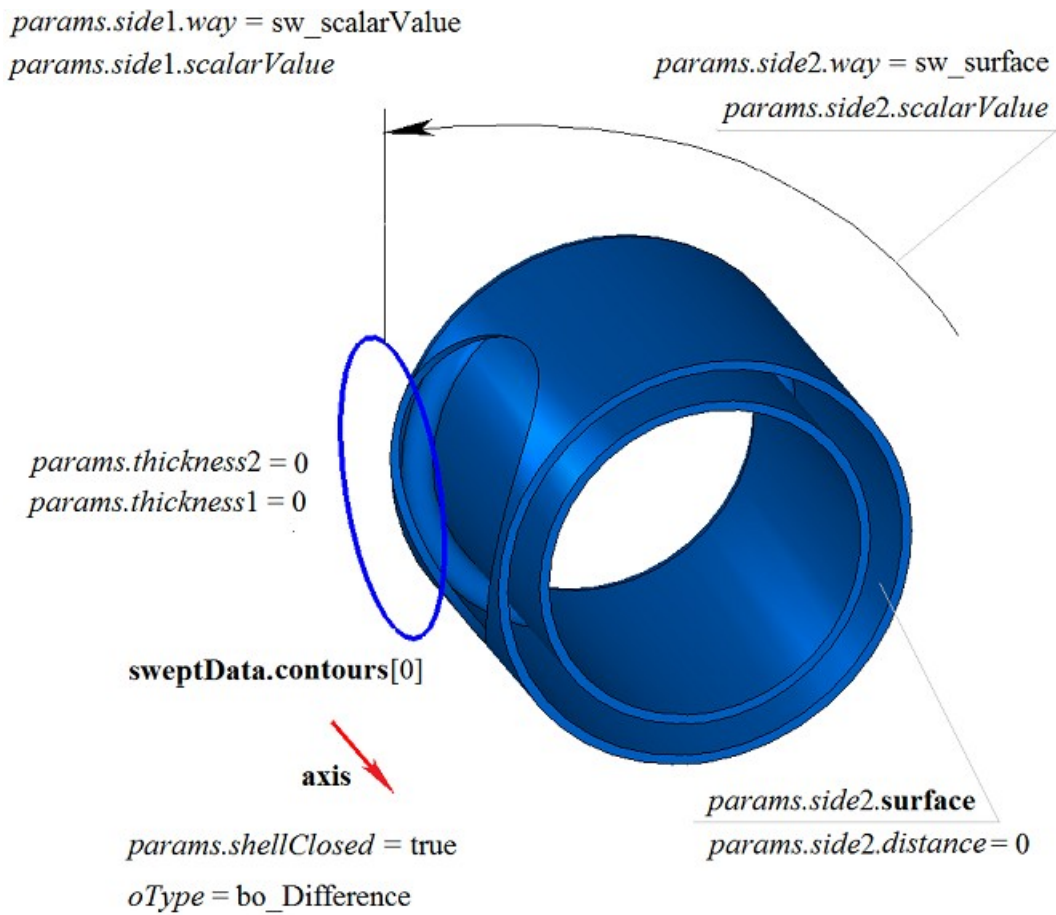 params.side1.way = sw_scalarValue
params.side1.scalarValue
params.side2.way = sw_surface
params.side2.scalarValue
params.thickness2 = 0
params.thickness1 = 0
sweptData.contours[0]
axis
params.side2.surface
params.side2.distance = 0
params.shellClosed = true
oType = bo_Difference